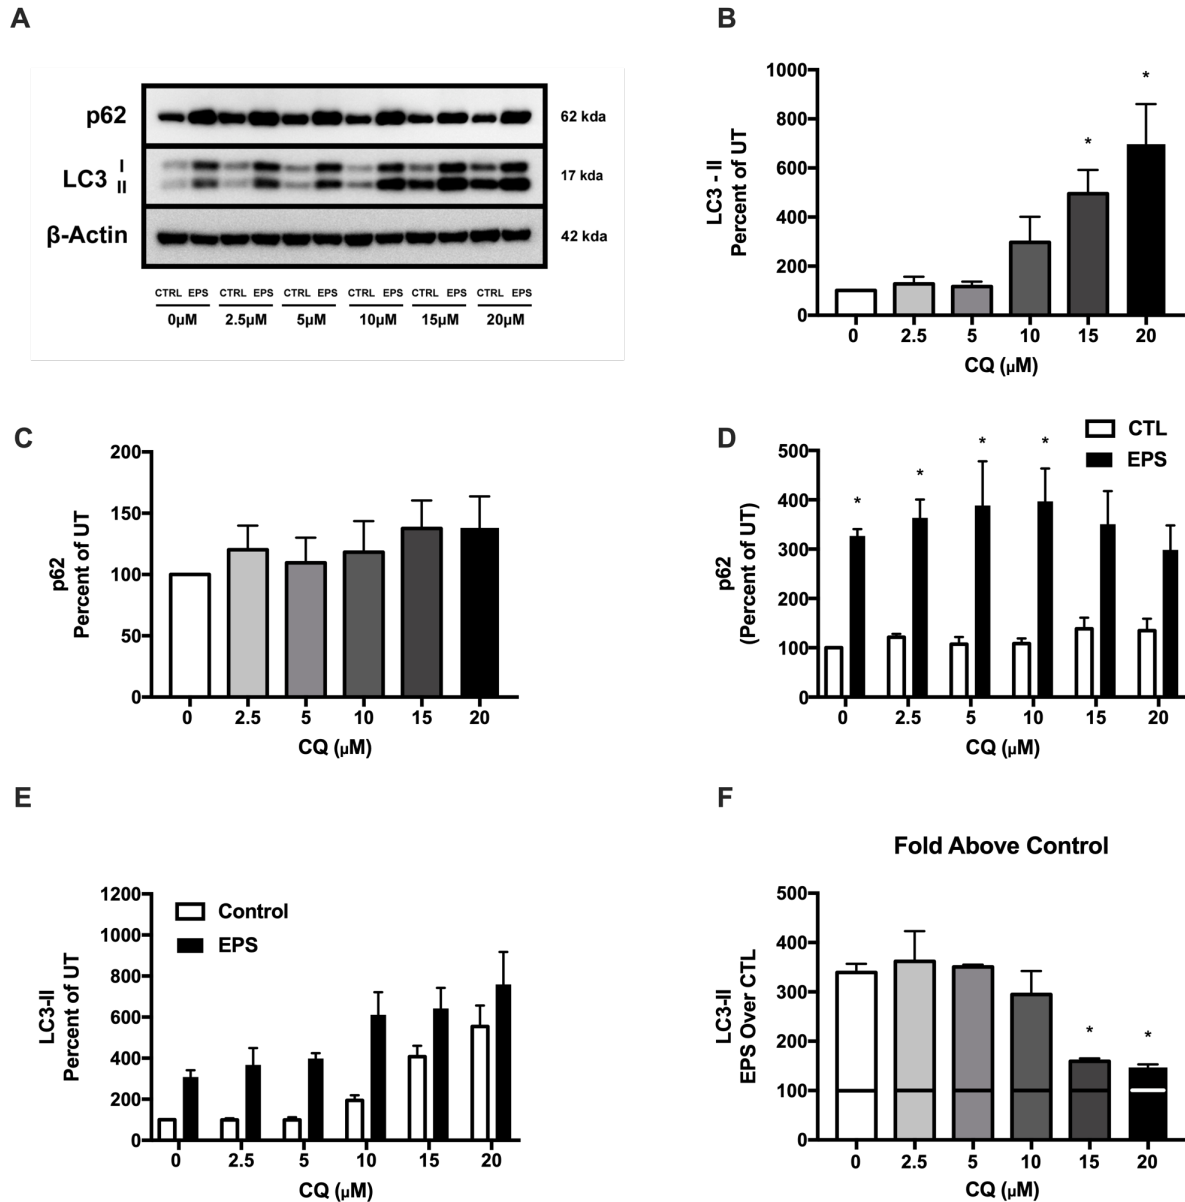 A
p62
62 kda
LC3 I
II
17 kda
β-Actin
42 kda
CTRL EPS CTRL EPS CTRL EPS CTRL EPS CTRL EPS CTRL EPS
0µM 2.5µM 5µM 10µM 15µM 20µM
B
LC3 - II
Percent of UT
1000
800
600
400
200
0
* *
0 2.5 5 10 15 20
CQ (µM)
C
p62
Percent of UT
200
150
100
50
0
0 2.5 5 10 15 20
CQ (µM)
D
CTL
EPS
p62
(Percent of UT)
500
400
300
200
100
0
* * * *
0 2.5 5 10 15 20
CQ (µM)
E
Control
EPS
LC3-II
Percent of UT
1200
1000
800
600
400
200
0
0 2.5 5 10 15 20
CQ (µM)
F
Fold Above Control
LC3-II
EPS Over CTL
500
400
300
200
100
0
* *
0 2.5 5 10 15 20
CQ (µM)